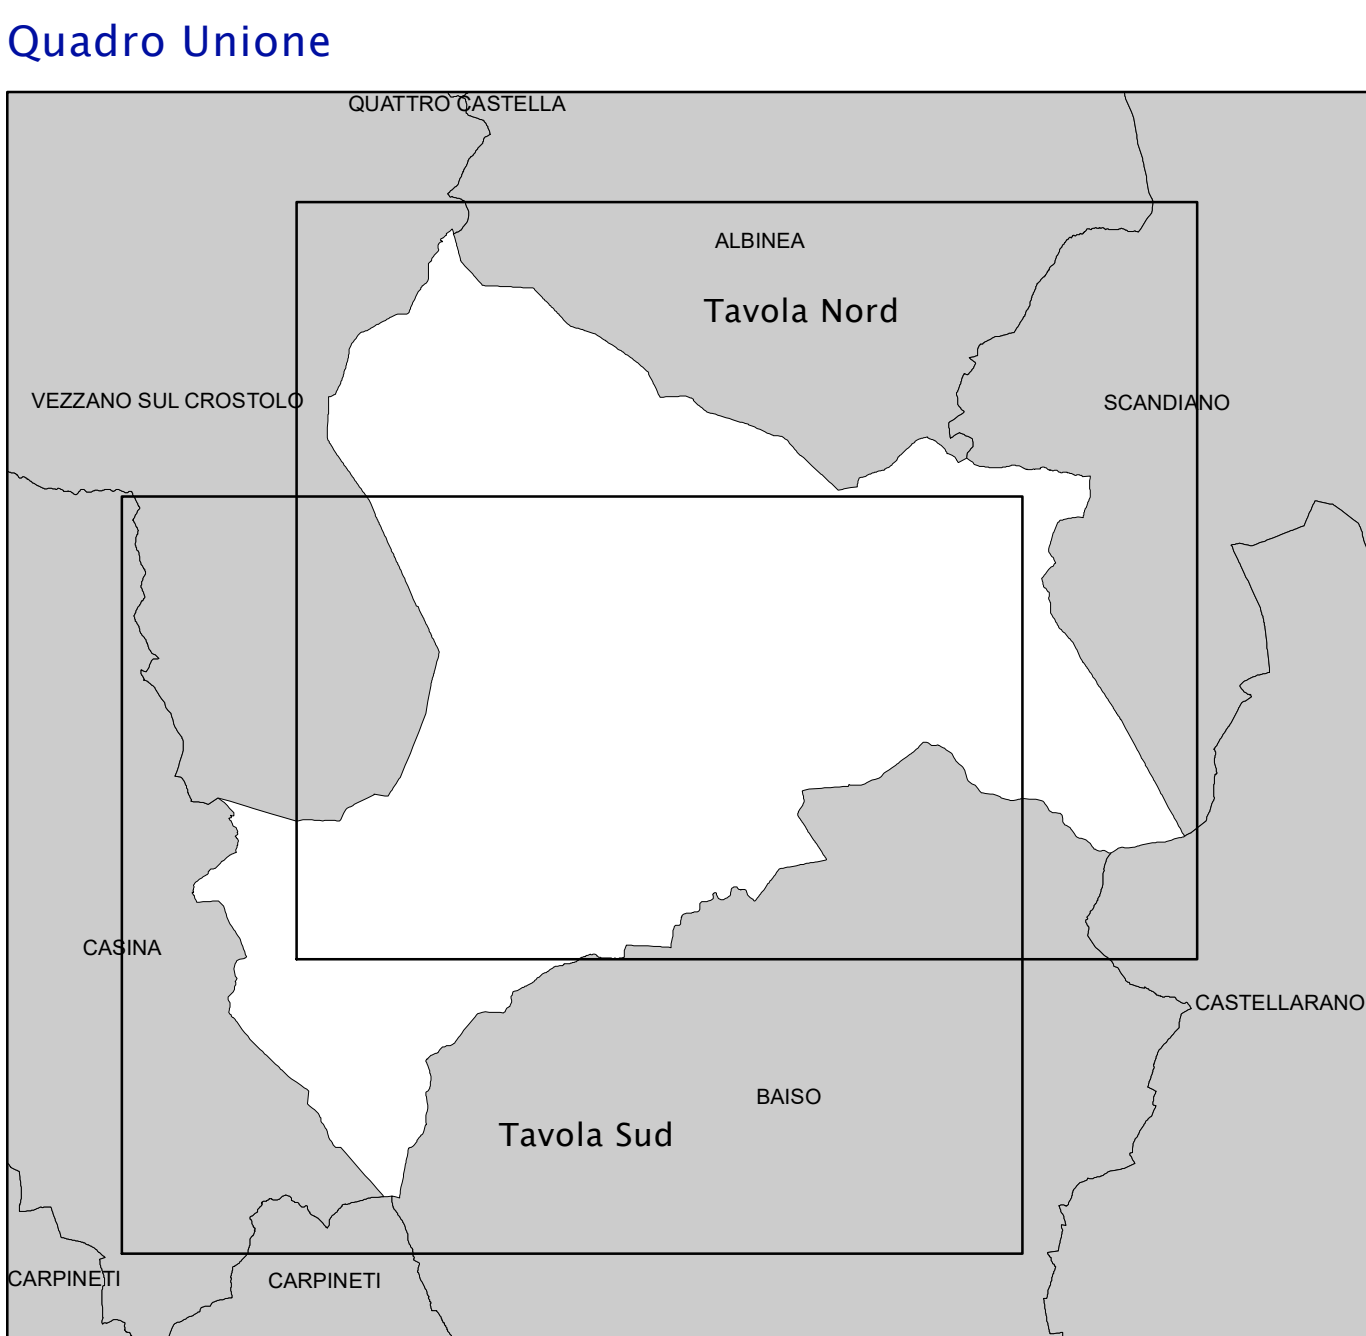 Quadro Unione
QUATTRO CASTELLA
ALBINEA
Tavola Nord
VEZZANO SUL CROSTOLO
SCANDIANO
CASINA
CASTELLARANO
BAISO
Tavola Sud
CARPINETI
CARPINETI